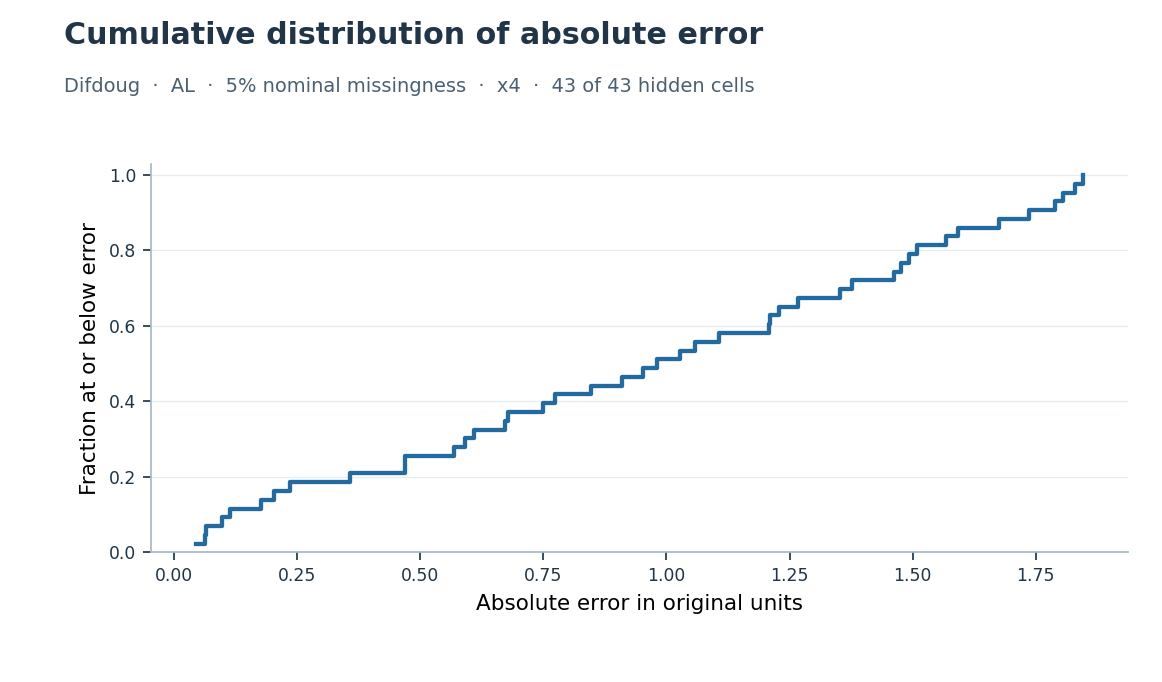 Cumulative distribution of absolute error
Difdoug · AL · 5% nominal missingness · x4 · 43 of 43 hidden cells
Fraction at or below error
1.0
0.8
0.6
0.4
0.2
0.0
0.00 0.25 0.50 0.75 1.00 1.25 1.50 1.75
Absolute error in original units